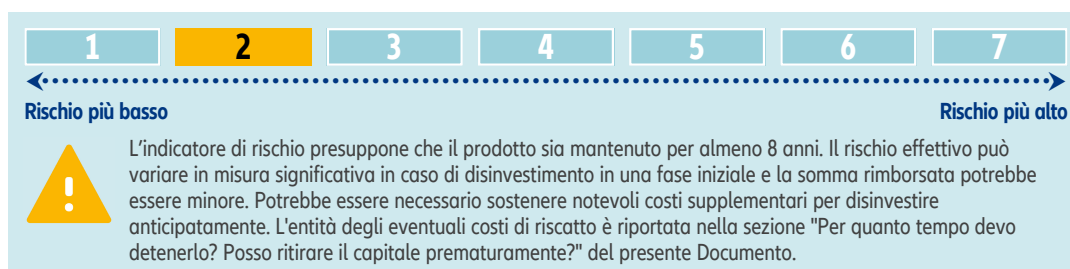 1 2 3 4 5 6 7
Rischio più basso Rischio più alto
L'indicatore di rischio presuppone che il prodotto sia mantenuto per almeno 8 anni. Il rischio effettivo può
variare in misura significativa in caso di disinvestimento in una fase iniziale e la somma rimborsata potrebbe
essere minore. Potrebbe essere necessario sostenere notevoli costi supplementari per disinvestire
anticipatamente. L'entità degli eventuali costi di riscatto è riportata nella sezione "Per quanto tempo devo
detenerlo? Posso ritirare il capitale prematuramente?" del presente Documento.